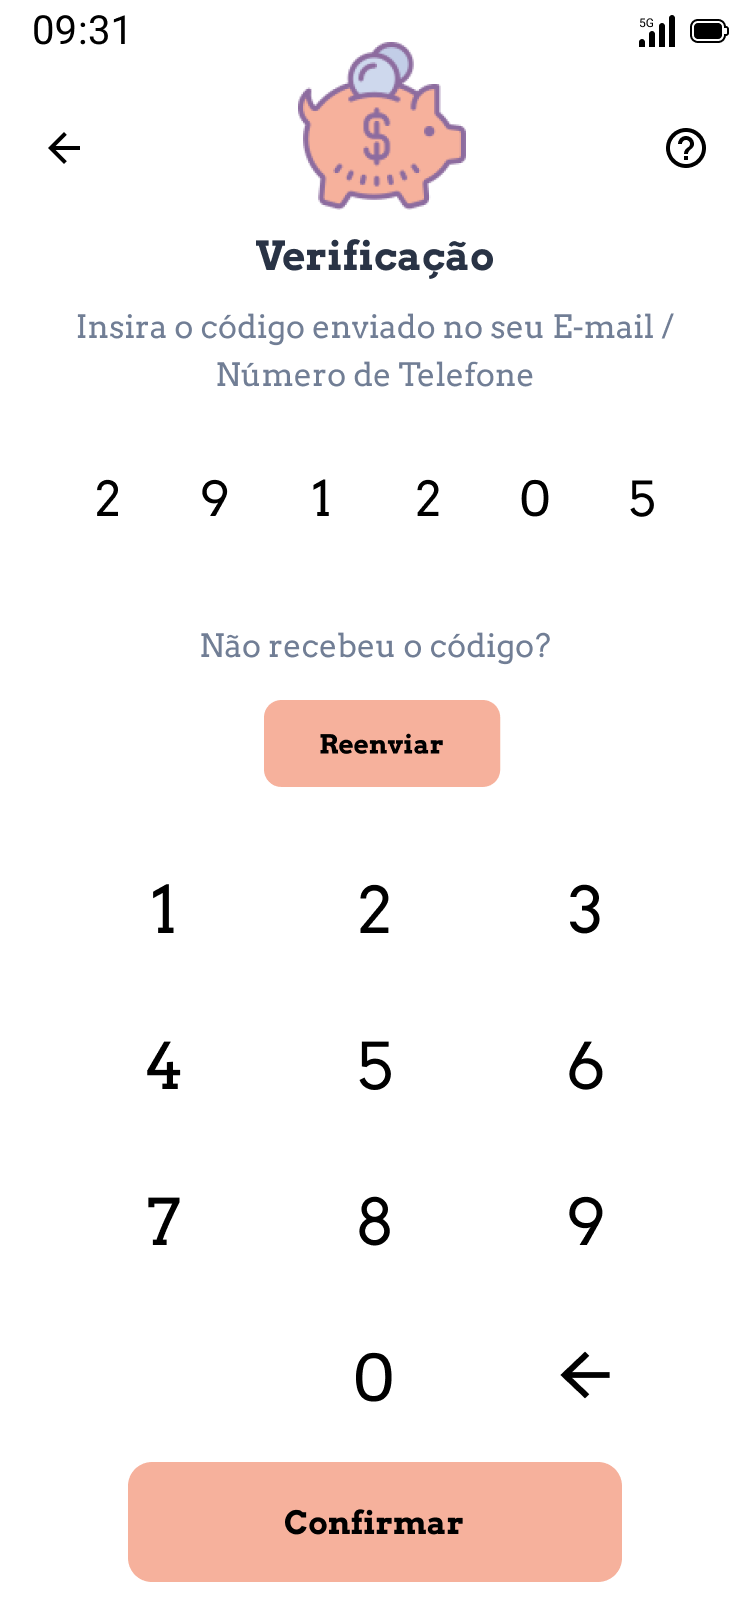 09:31
5G
$
Verificação
Insira o código enviado no seu E-mail /
Número de Telefone
2 9 1 2 0 5
Não recebeu o código?
Reenviar
1 2 3
4 5 6
7 8 9
0
Confirmar